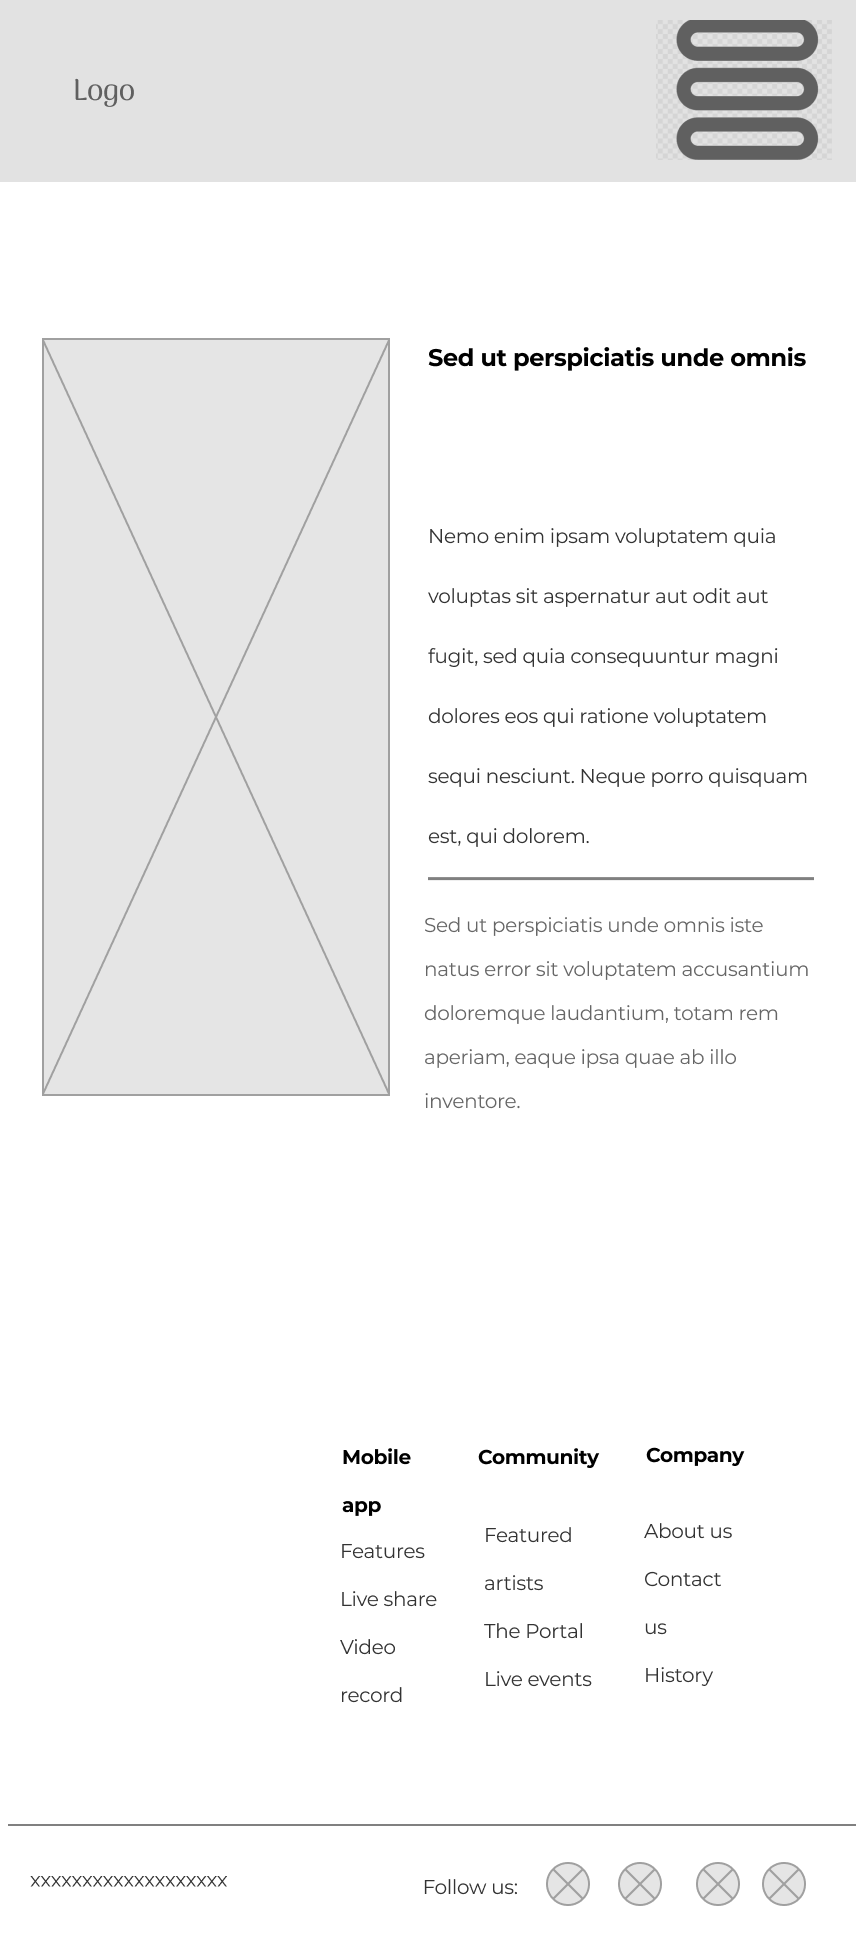 Logo
Sed ut perspiciatis unde omnis
Nemo enim ipsam voluptatem quia
voluptas sit aspernatur aut odit aut
fugit, sed quia consequuntur magni
dolores eos qui ratione voluptatem
sequi nesciunt. Neque porro quisquam
est, qui dolorem.
Sed ut perspiciatis unde omnis iste
natus error sit voluptatem accusantium
doloremque laudantium, totam rem
aperiam, eaque ipsa quae ab illo
inventore.
Mobile
app
Features
Live share
Video
record
Community
Featured
artists
The Portal
Live events
Company
About us
Contact
us
History
xxxxxxxxxxxxxxxxxxx
Follow us: